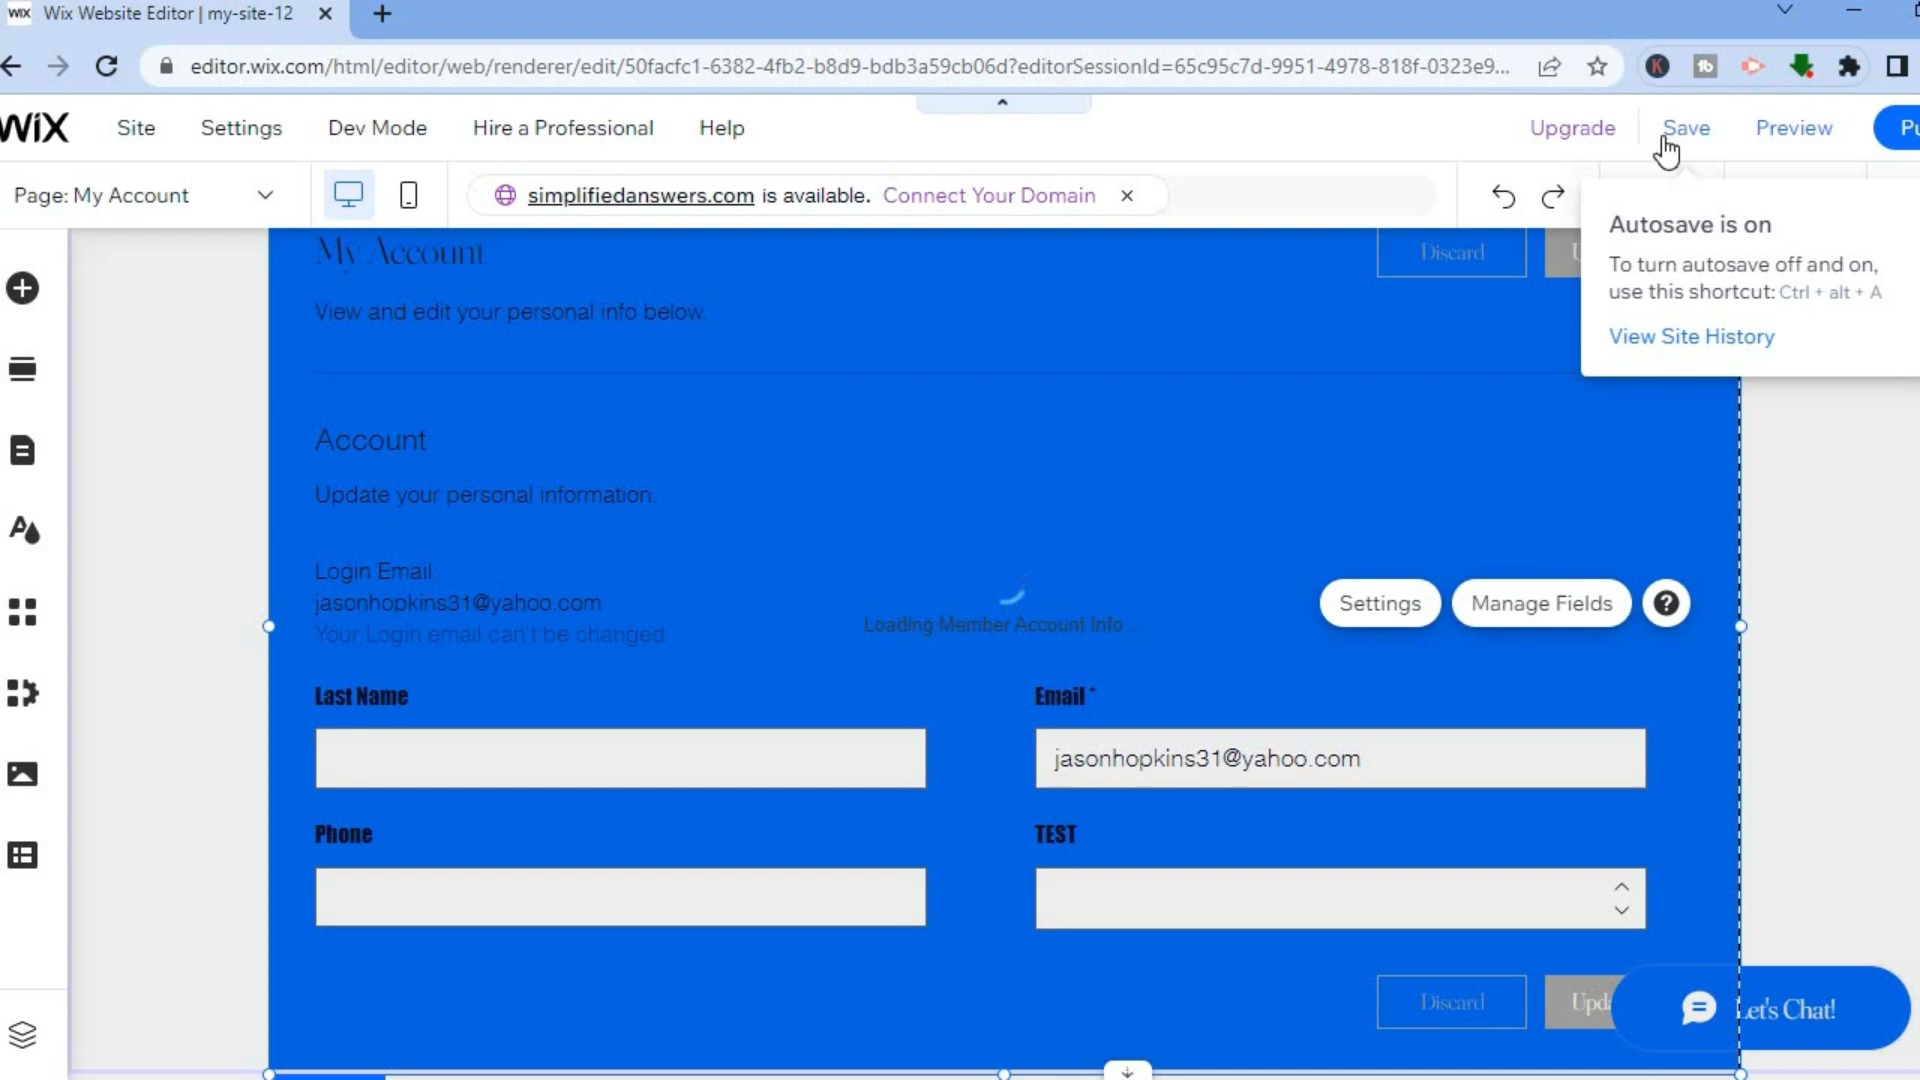 WIX Wix Website Editor | my-site-12
editor.wix.com/html/editor/web/renderer/edit/50facfc1-6382-4fb2-b8d9-bdb3a59cb06d?editorSessionId=65c95c7d-9951-4978-818f-0323e9...
K tb
WiX Site Settings Dev Mode Hire a Professional Help Upgrade Save Preview Pu
Page: My Account simplifiedanswers.com is available. Connect Your Domain
Autosave is on
To turn autosave off and on,
use this shortcut: Ctrl + alt + A
View Site History
My Account Discard U
View and edit your personal info below.
Account
Update your personal information.
Login Email:
jasonhopkins31@yahoo.com
Your Login email can't be changed
Loading Member Account Info
Settings Manage Fields ?
Last Name Email *
jasonhopkins31@yahoo.com
Phone TEST
Discard Upda Let's Chat!